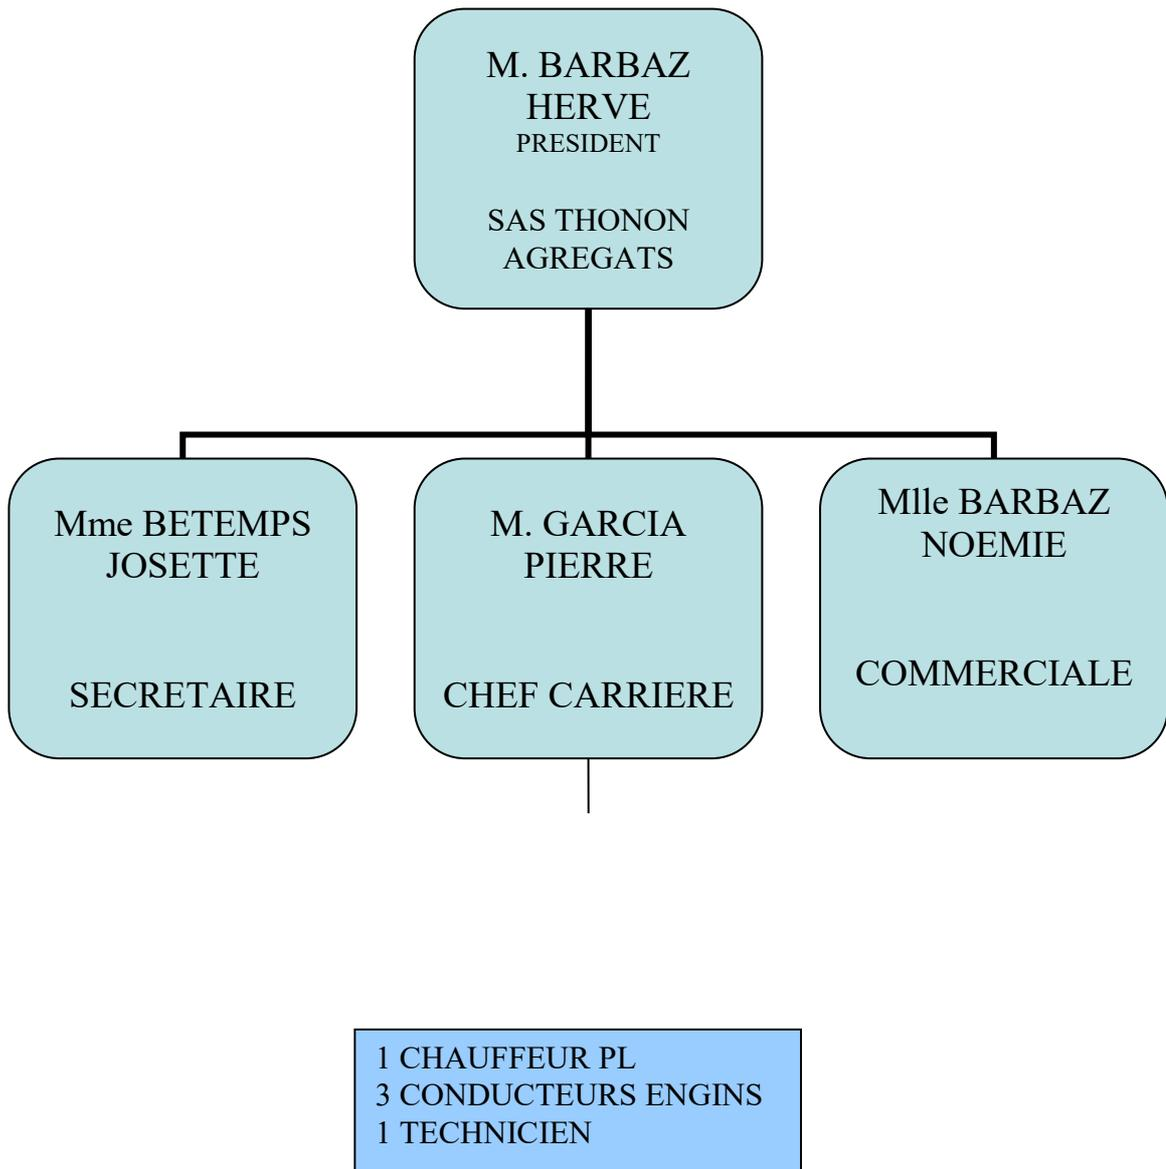 M. BARBAZ
HERVE
PRESIDENT
SAS THONON
AGREGATS
Mme BETEMPS
JOSETTE
SECRETAIRE
M. GARCIA
PIERRE
CHEF CARRIERE
Mlle BARBAZ
NOEMIE
COMMERCIALE
1 CHAUFFEUR PL
3 CONDUCTEURS ENGINS
1 TECHNICIEN